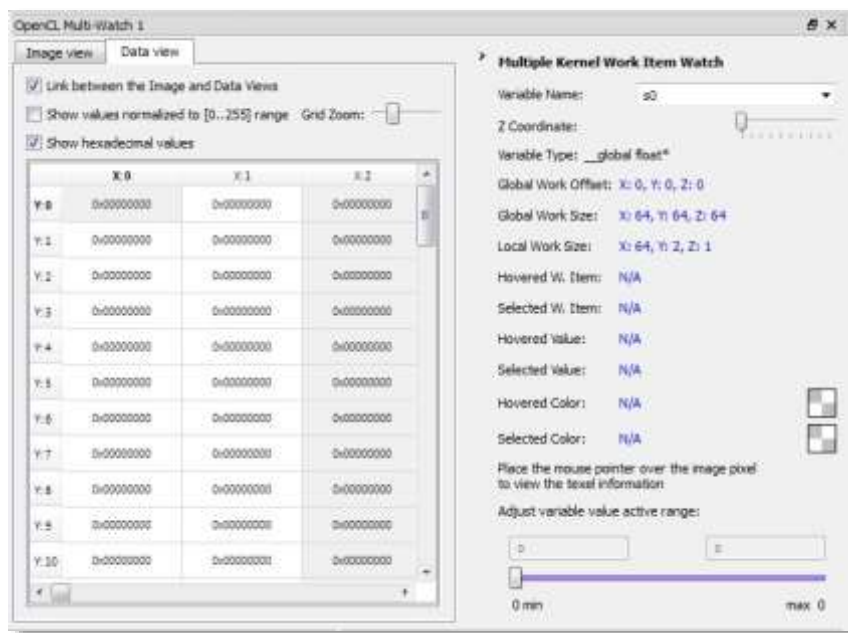 OpenCL Multi-Watch 1
Image view Data view
Link between the Image and Data Views
Show values normalized to [0..255] range Grid Zoom:
Show hexadecimal values
X:0 X:1 X:2
Y:0 0x00000000 0x00000000 0x00000000
Y:1 0x00000000 0x00000000 0x00000000
Y:2 0x00000000 0x00000000 0x00000000
Y:3 0x00000000 0x00000000 0x00000000
Y:4 0x00000000 0x00000000 0x00000000
Y:5 0x00000000 0x00000000 0x00000000
Y:6 0x00000000 0x00000000 0x00000000
Y:7 0x00000000 0x00000000 0x00000000
Y:8 0x00000000 0x00000000 0x00000000
Y:9 0x00000000 0x00000000 0x00000000
Y:10 0x00000000 0x00000000 0x00000000
Multiple Kernel Work Item Watch
Variable Name: s0
Z Coordinate:
Variable Type: __global float*
Global Work Offset: X: 0, Y: 0, Z: 0
Global Work Size: X: 64, Y: 64, Z: 64
Local Work Size: X: 64, Y: 2, Z: 1
Hovered W. Item: N/A
Selected W. Item: N/A
Hovered Value: N/A
Selected Value: N/A
Hovered Color: N/A
Selected Color: N/A
Place the mouse pointer over the image pixel
to view the texel information
Adjust variable value active range:
0 0
0 min max 0